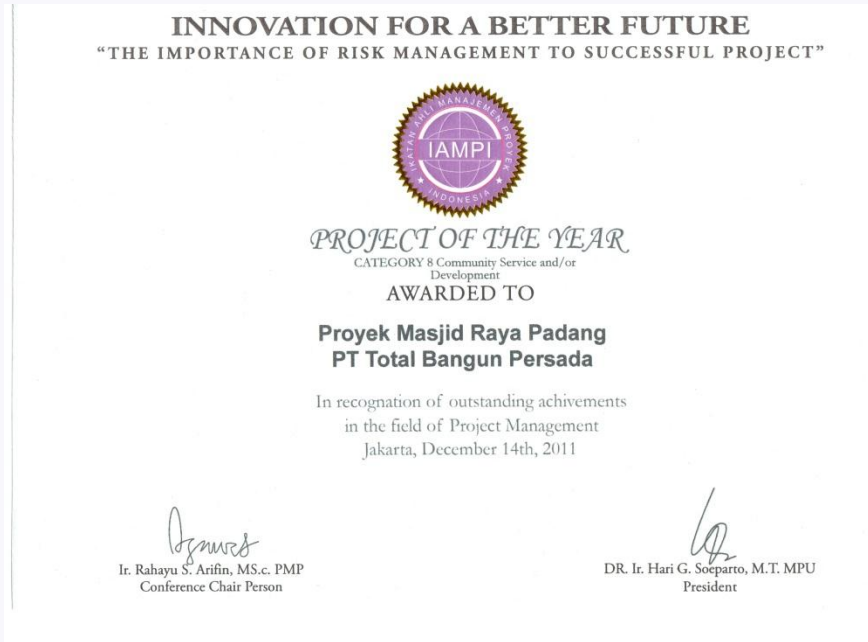 INNOVATION FOR A BETTER FUTURE
“THE IMPORTANCE OF RISK MANAGEMENT TO SUCCESSFUL PROJECT”
IKATAN AHLI MANAJEMEN PROYEK
IAMPI
INDONESIA
PROJECT OF THE YEAR
CATEGORY 8 Community Service and/or
Development
AWARDED TO
Proyek Masjid Raya Padang
PT Total Bangun Persada
In recognation of outstanding achivements
in the field of Project Management
Jakarta, December 14th, 2011
Ir. Rahayu S. Arifin, MS.c. PMP
Conference Chair Person
DR. Ir. Hari G. Soeparto, M.T. MPU
President